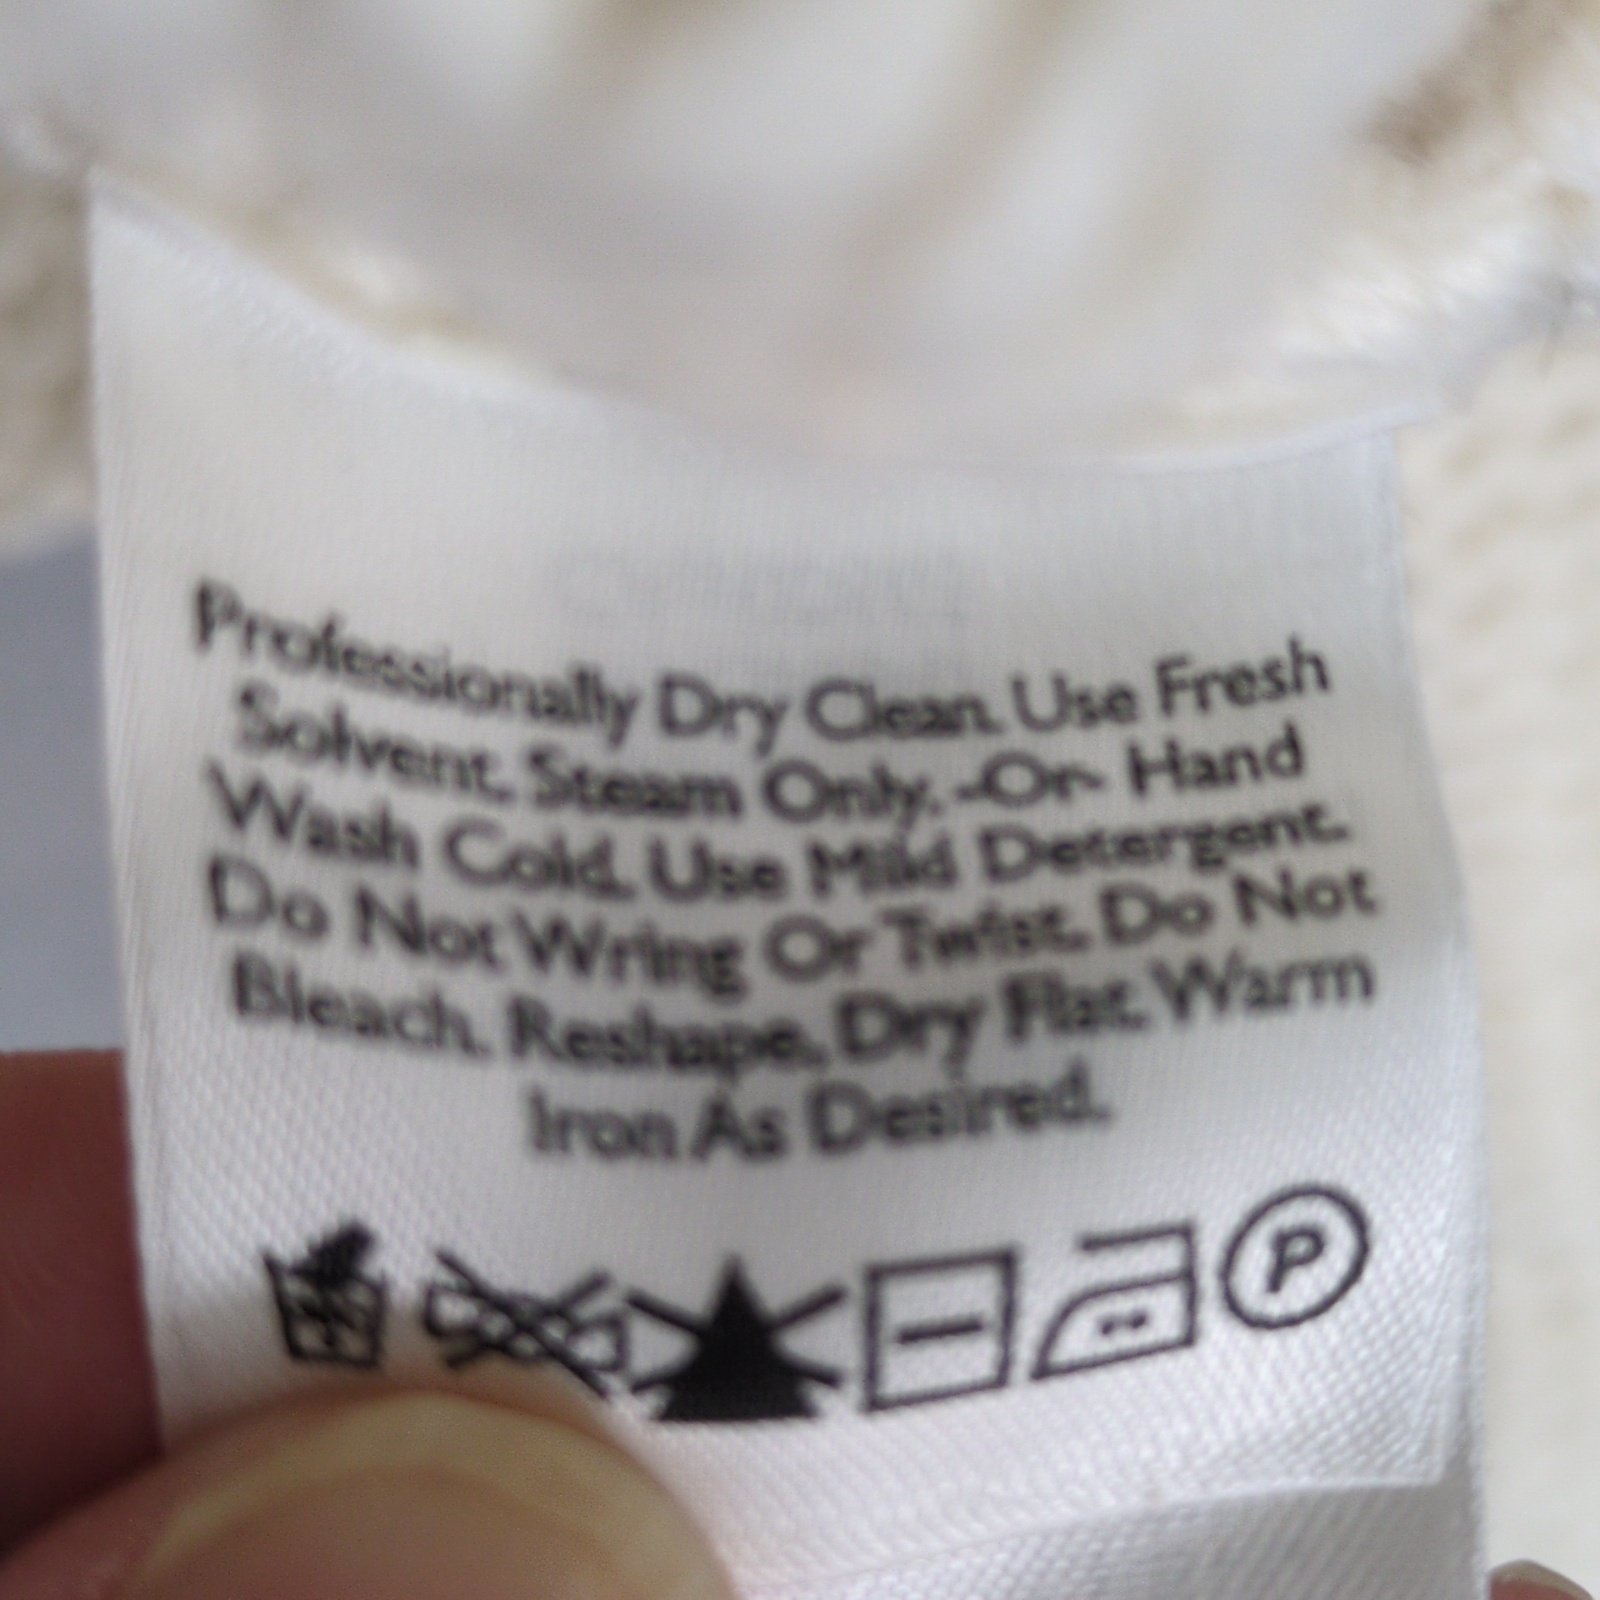 Professionally Dry Clean. Use Fresh
Solvent. Steam Only. -Or- Hand
Wash Cold. Use Mild Detergent.
Do Not Wring Or Twist. Do Not
Bleach. Reshape. Dry Flat. Warm
Iron As Desired.
P